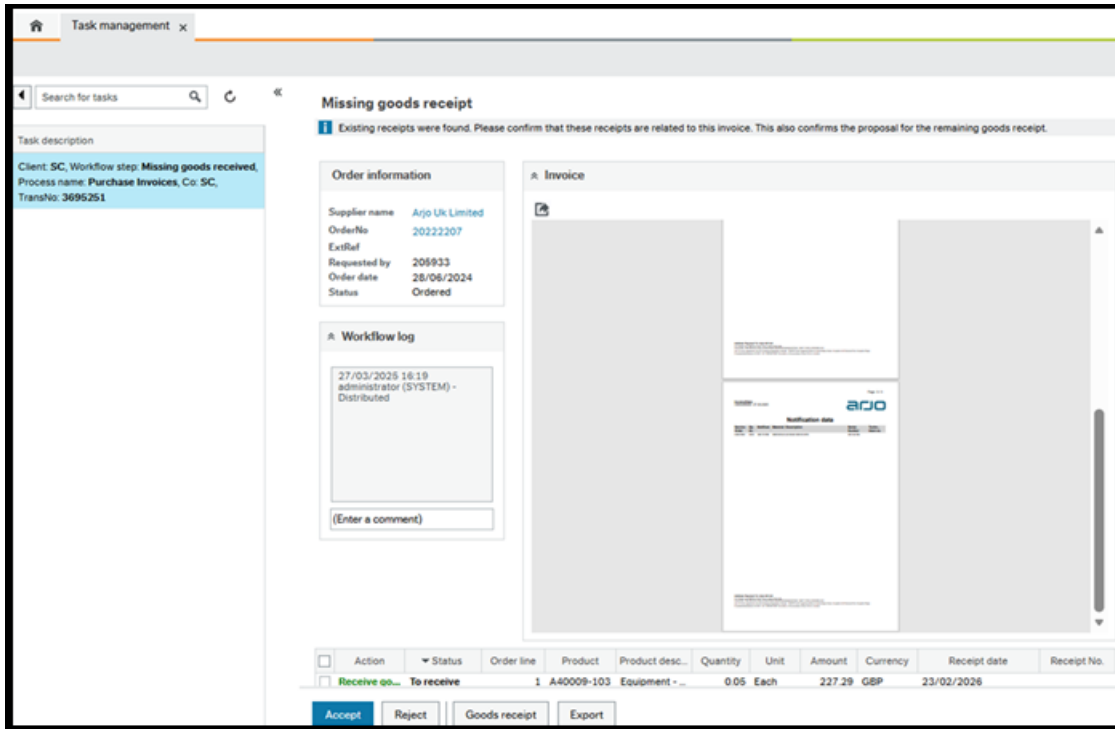 Task management x
Search for tasks
Task description
Client: SC, Workflow step: Missing goods received,
Process name: Purchase Invoices, Co: SC,
TransNo: 3695251
Missing goods receipt
Existing receipts were found. Please confirm that these receipts are related to this invoice. This also confirms the proposal for the remaining goods receipt.
Order information
Supplier name Arjo Uk Limited
OrderNo 20222207
ExtRef
Requested by 205933
Order date 28/06/2024
Status Ordered
Workflow log
27/03/2025 16:19
administrator (SYSTEM) -
Distributed
(Enter a comment)
Invoice
arjo
Notification data
Action Status Order line Product Product desc... Quantity Unit Amount Currency Receipt date Receipt No.
Receive go... To receive 1 A40009-103 Equipment - ... 0.05 Each 227.29 GBP 23/02/2026
Accept Reject Goods receipt Export